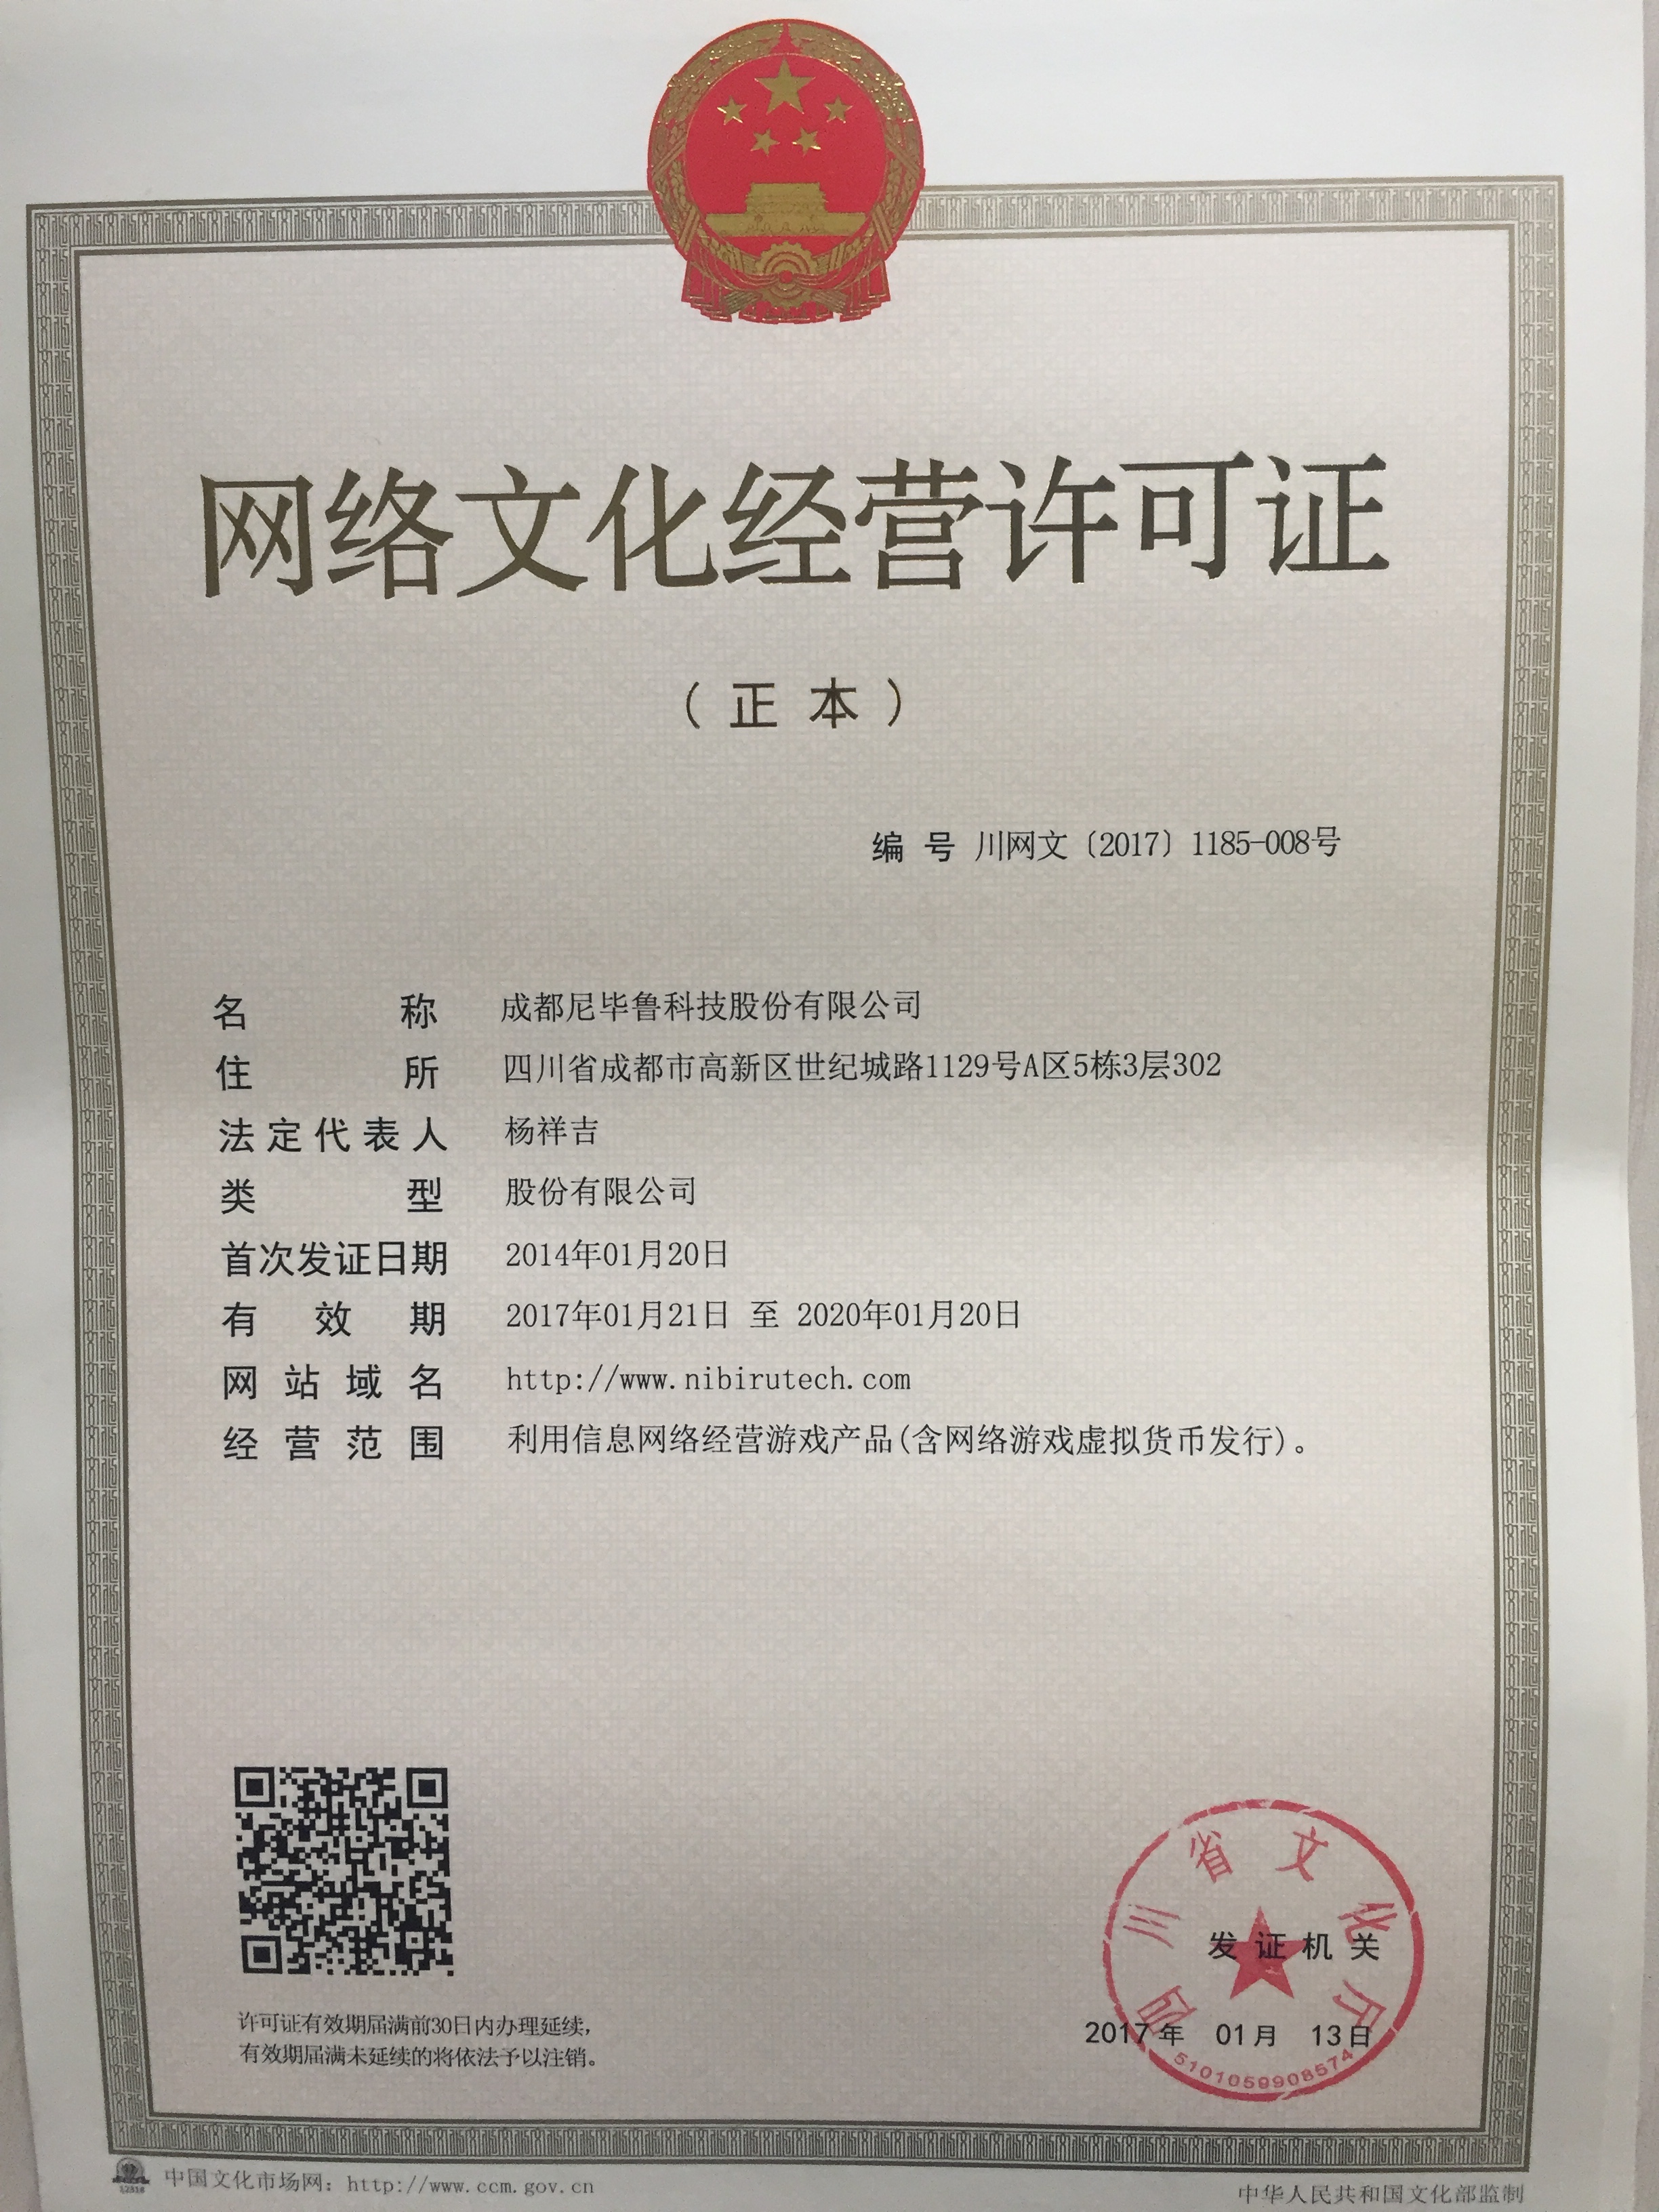 网络文化经营许可证
（正本）
编 号 川网文〔2017〕1185-008号
名称 成都尼毕鲁科技股份有限公司
住所 四川省成都市高新区世纪城路1129号A区5栋3层302
法定代表人 杨祥吉
类型 股份有限公司
首次发证日期 2014年01月20日
有效期 2017年01月21日 至 2020年01月20日
网站域名 http://www.nibirutech.com
经营范围 利用信息网络经营游戏产品(含网络游戏虚拟货币发行)。
四川省文化厅
发证机关
2017年 01月 13日
5101059908574
许可证有效期届满前30日内办理延续，
有效期届满未延续的将依法予以注销。
12318
中国文化市场网：http://www.ccm.gov.cn
中华人民共和国文化部监制